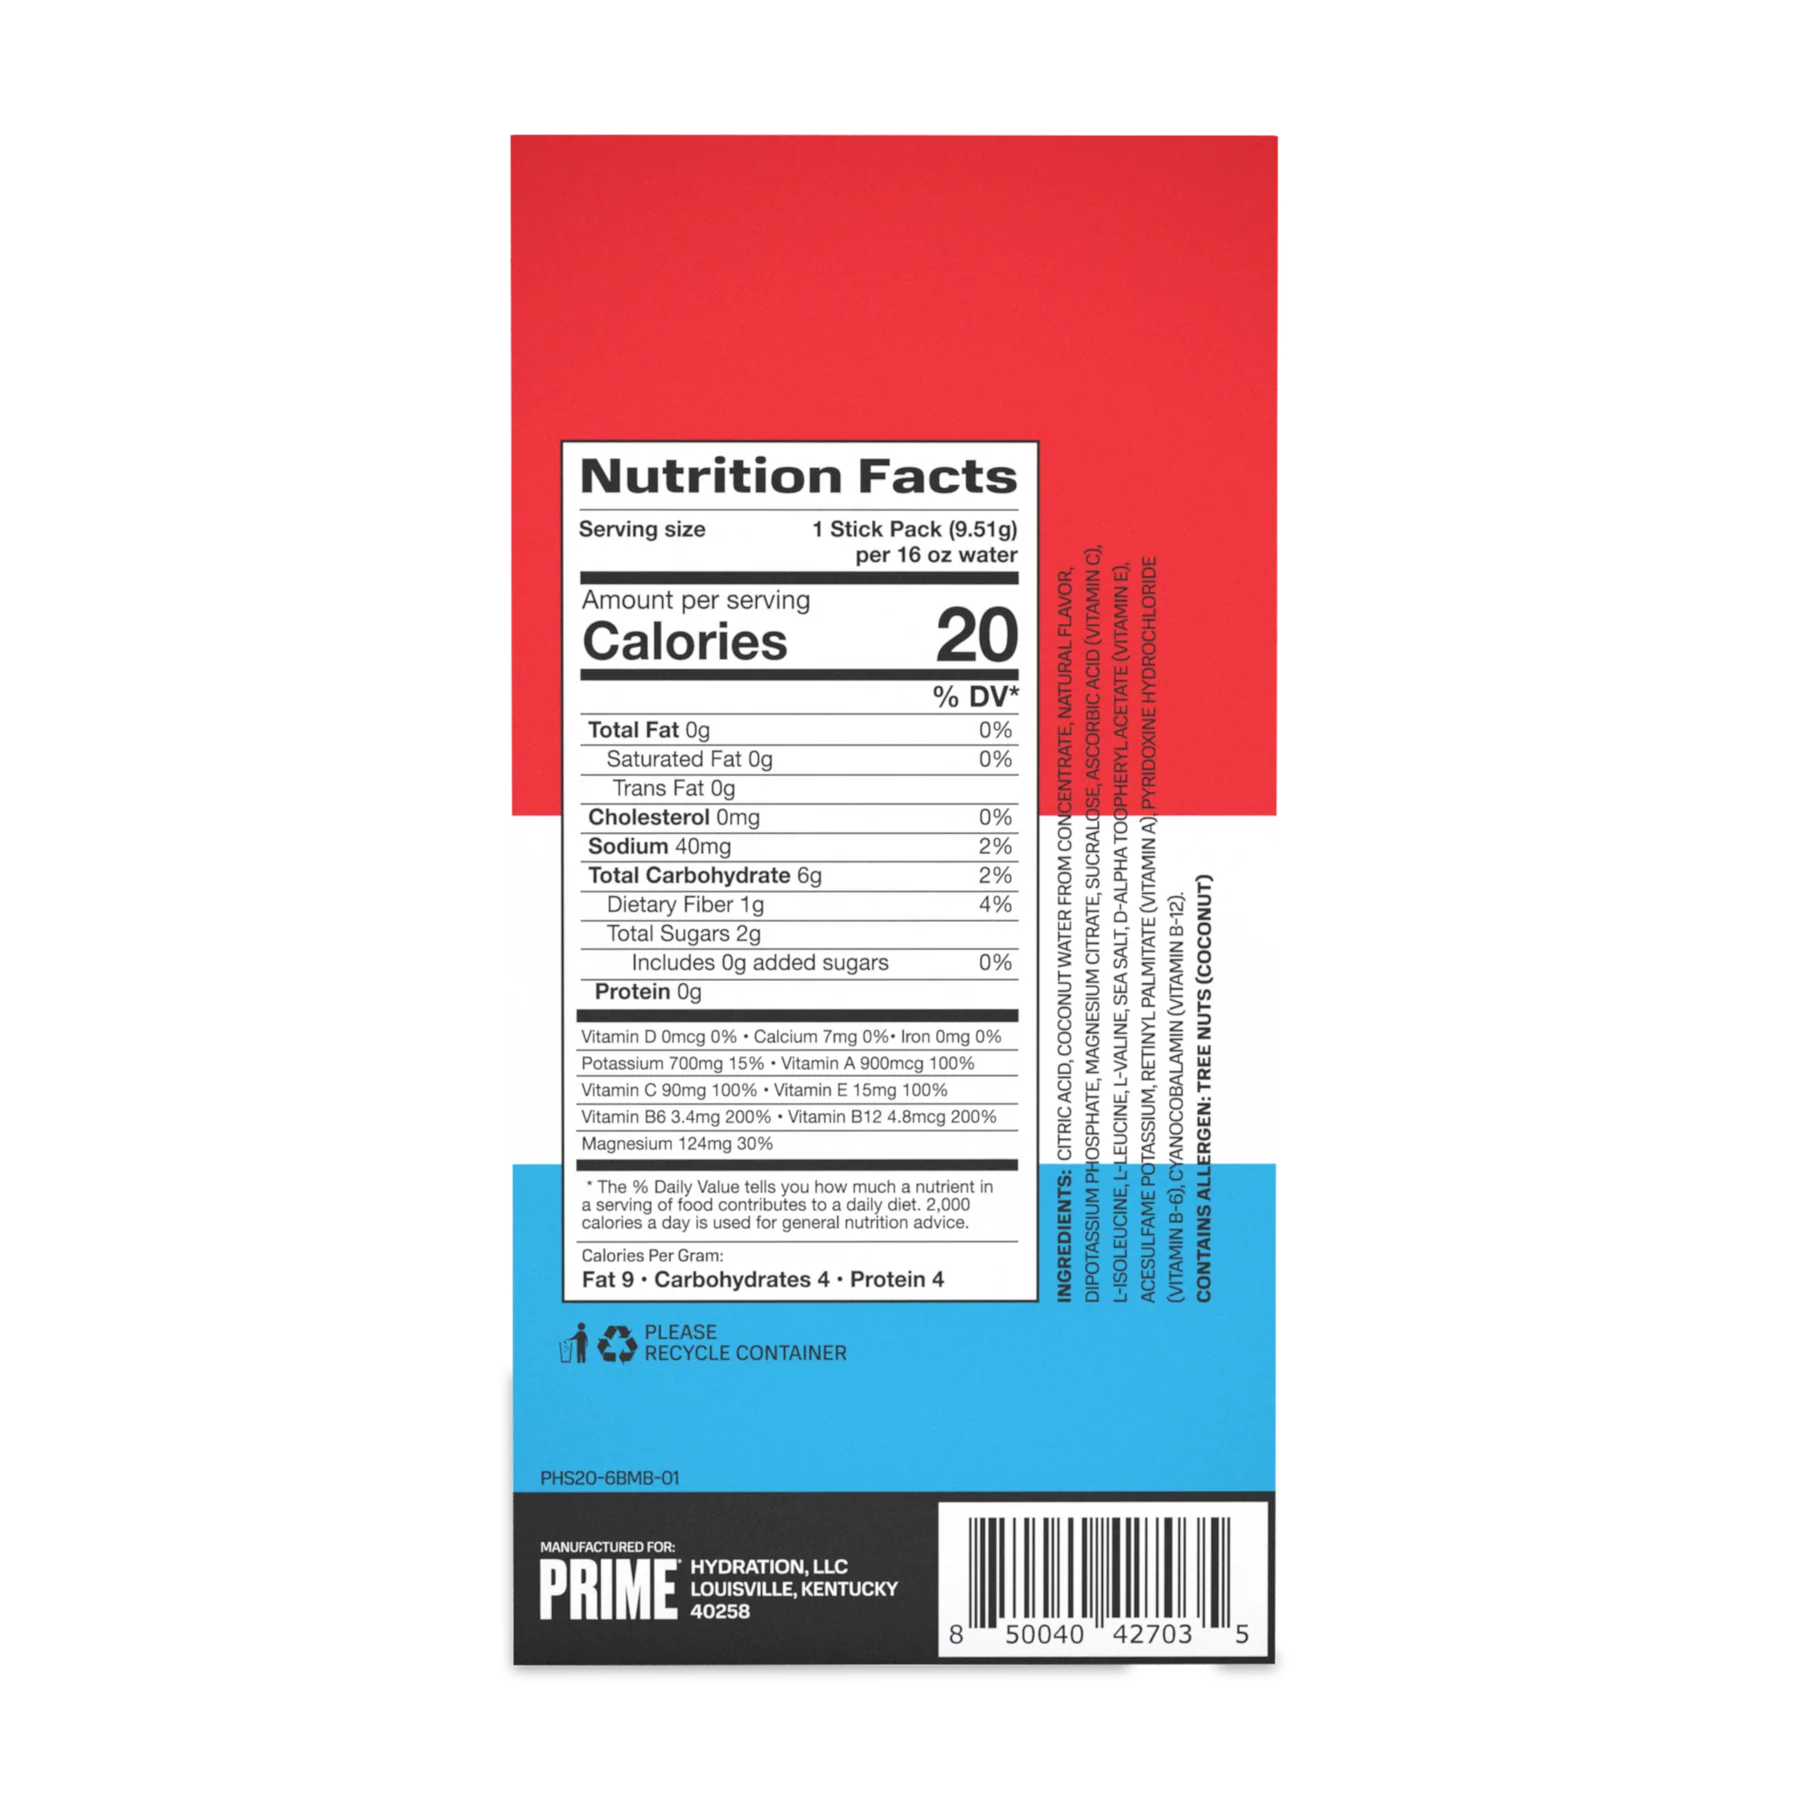 Nutrition Facts
Serving size 1 Stick Pack (9.51g)
per 16 oz water
Amount per serving
Calories 20
% DV*
Total Fat 0g 0%
Saturated Fat 0g 0%
Trans Fat 0g
Cholesterol 0mg 0%
Sodium 40mg 2%
Total Carbohydrate 6g 2%
Dietary Fiber 1g 4%
Total Sugars 2g
Includes 0g added sugars 0%
Protein 0g
Vitamin D 0mcg 0% • Calcium 7mg 0%• Iron 0mg 0%
Potassium 700mg 15% • Vitamin A 900mcg 100%
Vitamin C 90mg 100% • Vitamin E 15mg 100%
Vitamin B6 3.4mg 200% • Vitamin B12 4.8mcg 200%
Magnesium 124mg 30%
* The % Daily Value tells you how much a nutrient in
a serving of food contributes to a daily diet. 2,000
calories a day is used for general nutrition advice.
Calories Per Gram:
Fat 9 • Carbohydrates 4 • Protein 4
INGREDIENTS: CITRIC ACID, COCONUT WATER FROM CONCENTRATE, NATURAL FLAVOR,
DIPOTASSIUM PHOSPHATE, MAGNESIUM CITRATE, SUCRALOSE, ASCORBIC ACID (VITAMIN C),
L-ISOLEUCINE, L-LEUCINE, L-VALINE, SEA SALT, D-ALPHA TOOPHERYL ACETATE (VITAMIN E),
ACESULFAME POTASSIUM, RETINYL PALMITATE (VITAMIN A), PYRIDOXINE HYDROCHLORIDE
(VITAMIN B-6), CYANOCOBALAMIN (VITAMIN B-12).
CONTAINS ALLERGEN: TREE NUTS (COCONUT)
PLEASE
RECYCLE CONTAINER
PHS20-6BMB-01
MANUFACTURED FOR:
PRIME HYDRATION, LLC
LOUISVILLE, KENTUCKY
40258
8 50040 42703 5